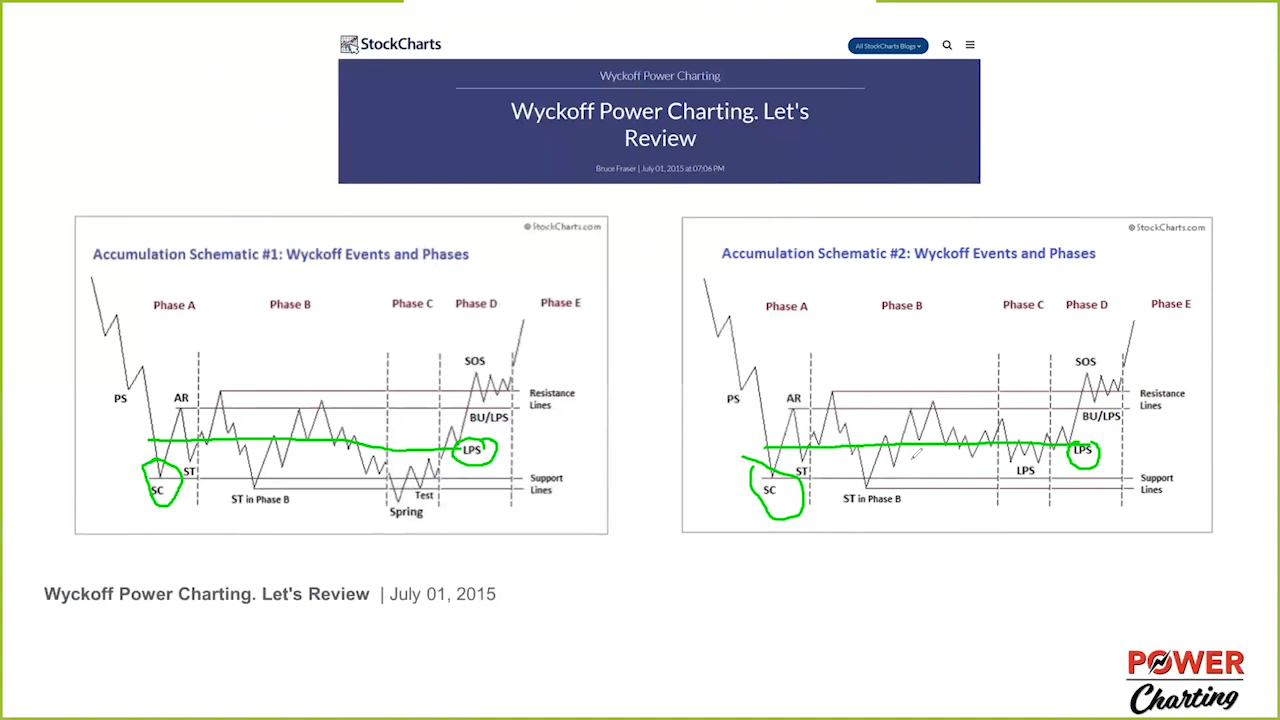 StockCharts
All StockCharts Blogs
Wyckoff Power Charting
Wyckoff Power Charting. Let's
Review
Bruce Fraser | July 01, 2015 at 07:06 PM
© StockCharts.com
Accumulation Schematic #1: Wyckoff Events and Phases
Phase A Phase B Phase C Phase D Phase E
SOS
PS
AR
Resistance
Lines
BU/LPS
LPS
ST
Support
Lines
SC
ST in Phase B
Test
Spring
© StockCharts.com
Accumulation Schematic #2: Wyckoff Events and Phases
Phase A Phase B Phase C Phase D Phase E
SOS
PS
AR
Resistance
Lines
BU/LPS
LPS
ST
LPS
Support
Lines
SC
ST in Phase B
Wyckoff Power Charting. Let's Review | July 01, 2015
POWER
Charting